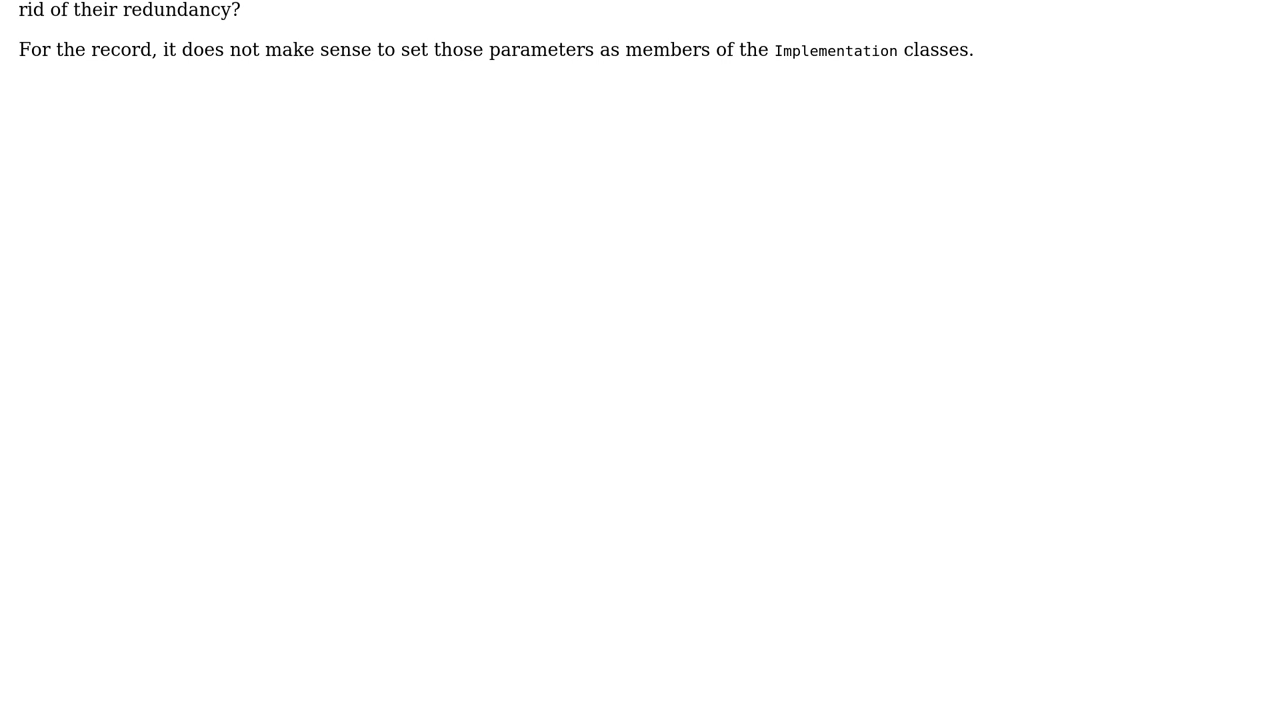 rid of their redundancy?
For the record, it does not make sense to set those parameters as members of the Implementation classes.